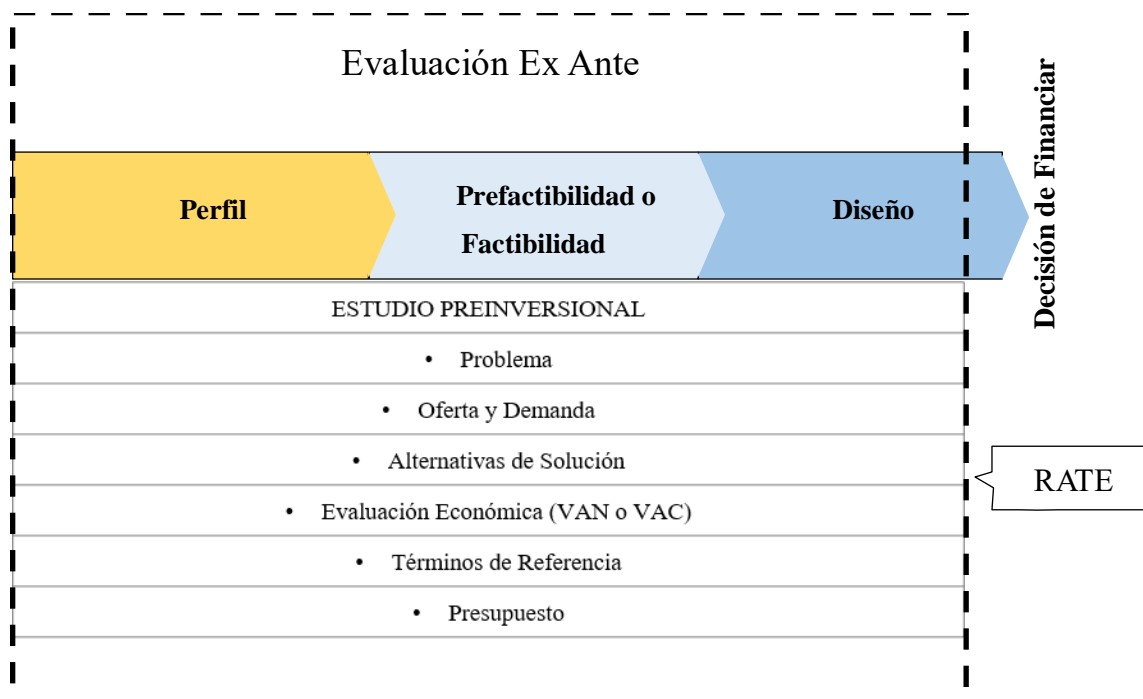 Evaluación Ex Ante
Decisión de Financiar
Perfil
Prefactibilidad o
Factibilidad
Diseño
ESTUDIO PREINVERSIONAL
• Problema
• Oferta y Demanda
• Alternativas de Solución
• Evaluación Económica (VAN o VAC)
• Términos de Referencia
• Presupuesto
RATE